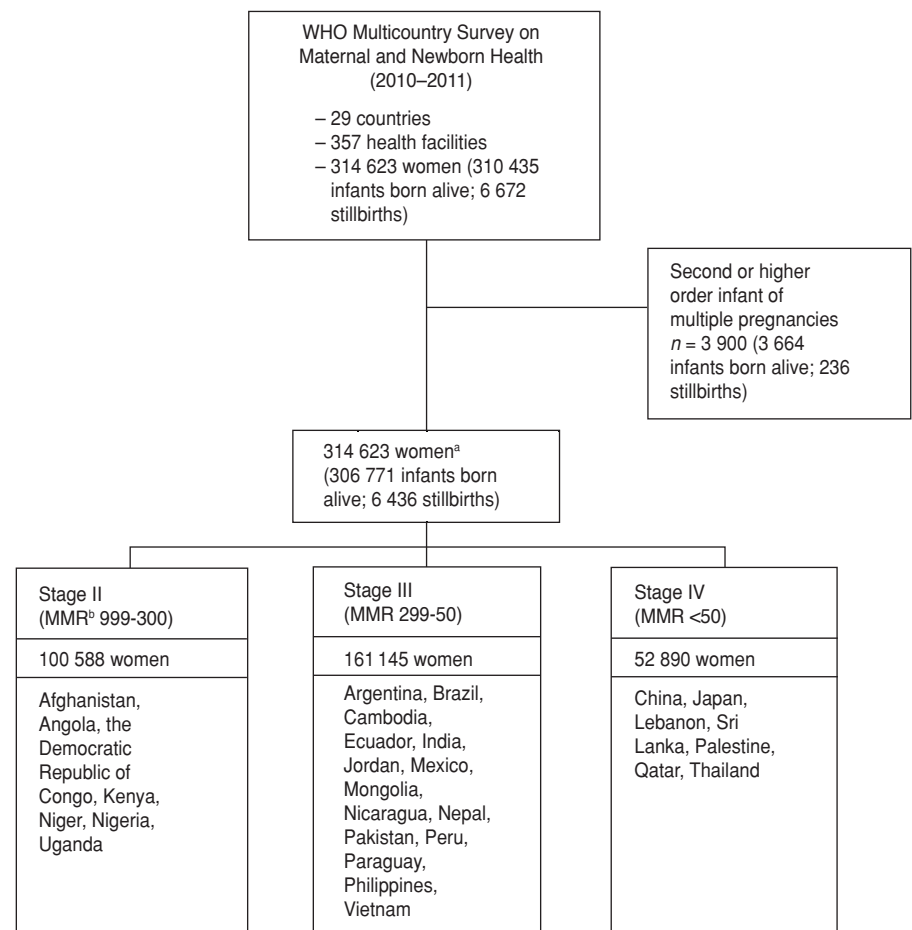 WHO Multicountry Survey on
Maternal and Newborn Health
(2010–2011)
– 29 countries
– 357 health facilities
– 314 623 women (310 435
infants born alive; 6 672
stillbirths)
Second or higher
order infant of
multiple pregnancies
n = 3 900 (3 664
infants born alive; 236
stillbirths)
314 623 womenᵃ
(306 771 infants born
alive; 6 436 stillbirths)
Stage II
(MMRᵇ 999-300)
100 588 women
Afghanistan,
Angola, the
Democratic
Republic of
Congo, Kenya,
Niger, Nigeria,
Uganda
Stage III
(MMR 299-50)
161 145 women
Argentina, Brazil,
Cambodia,
Ecuador, India,
Jordan, Mexico,
Mongolia,
Nicaragua, Nepal,
Pakistan, Peru,
Paraguay,
Philippines,
Vietnam
Stage IV
(MMR <50)
52 890 women
China, Japan,
Lebanon, Sri
Lanka, Palestine,
Qatar, Thailand